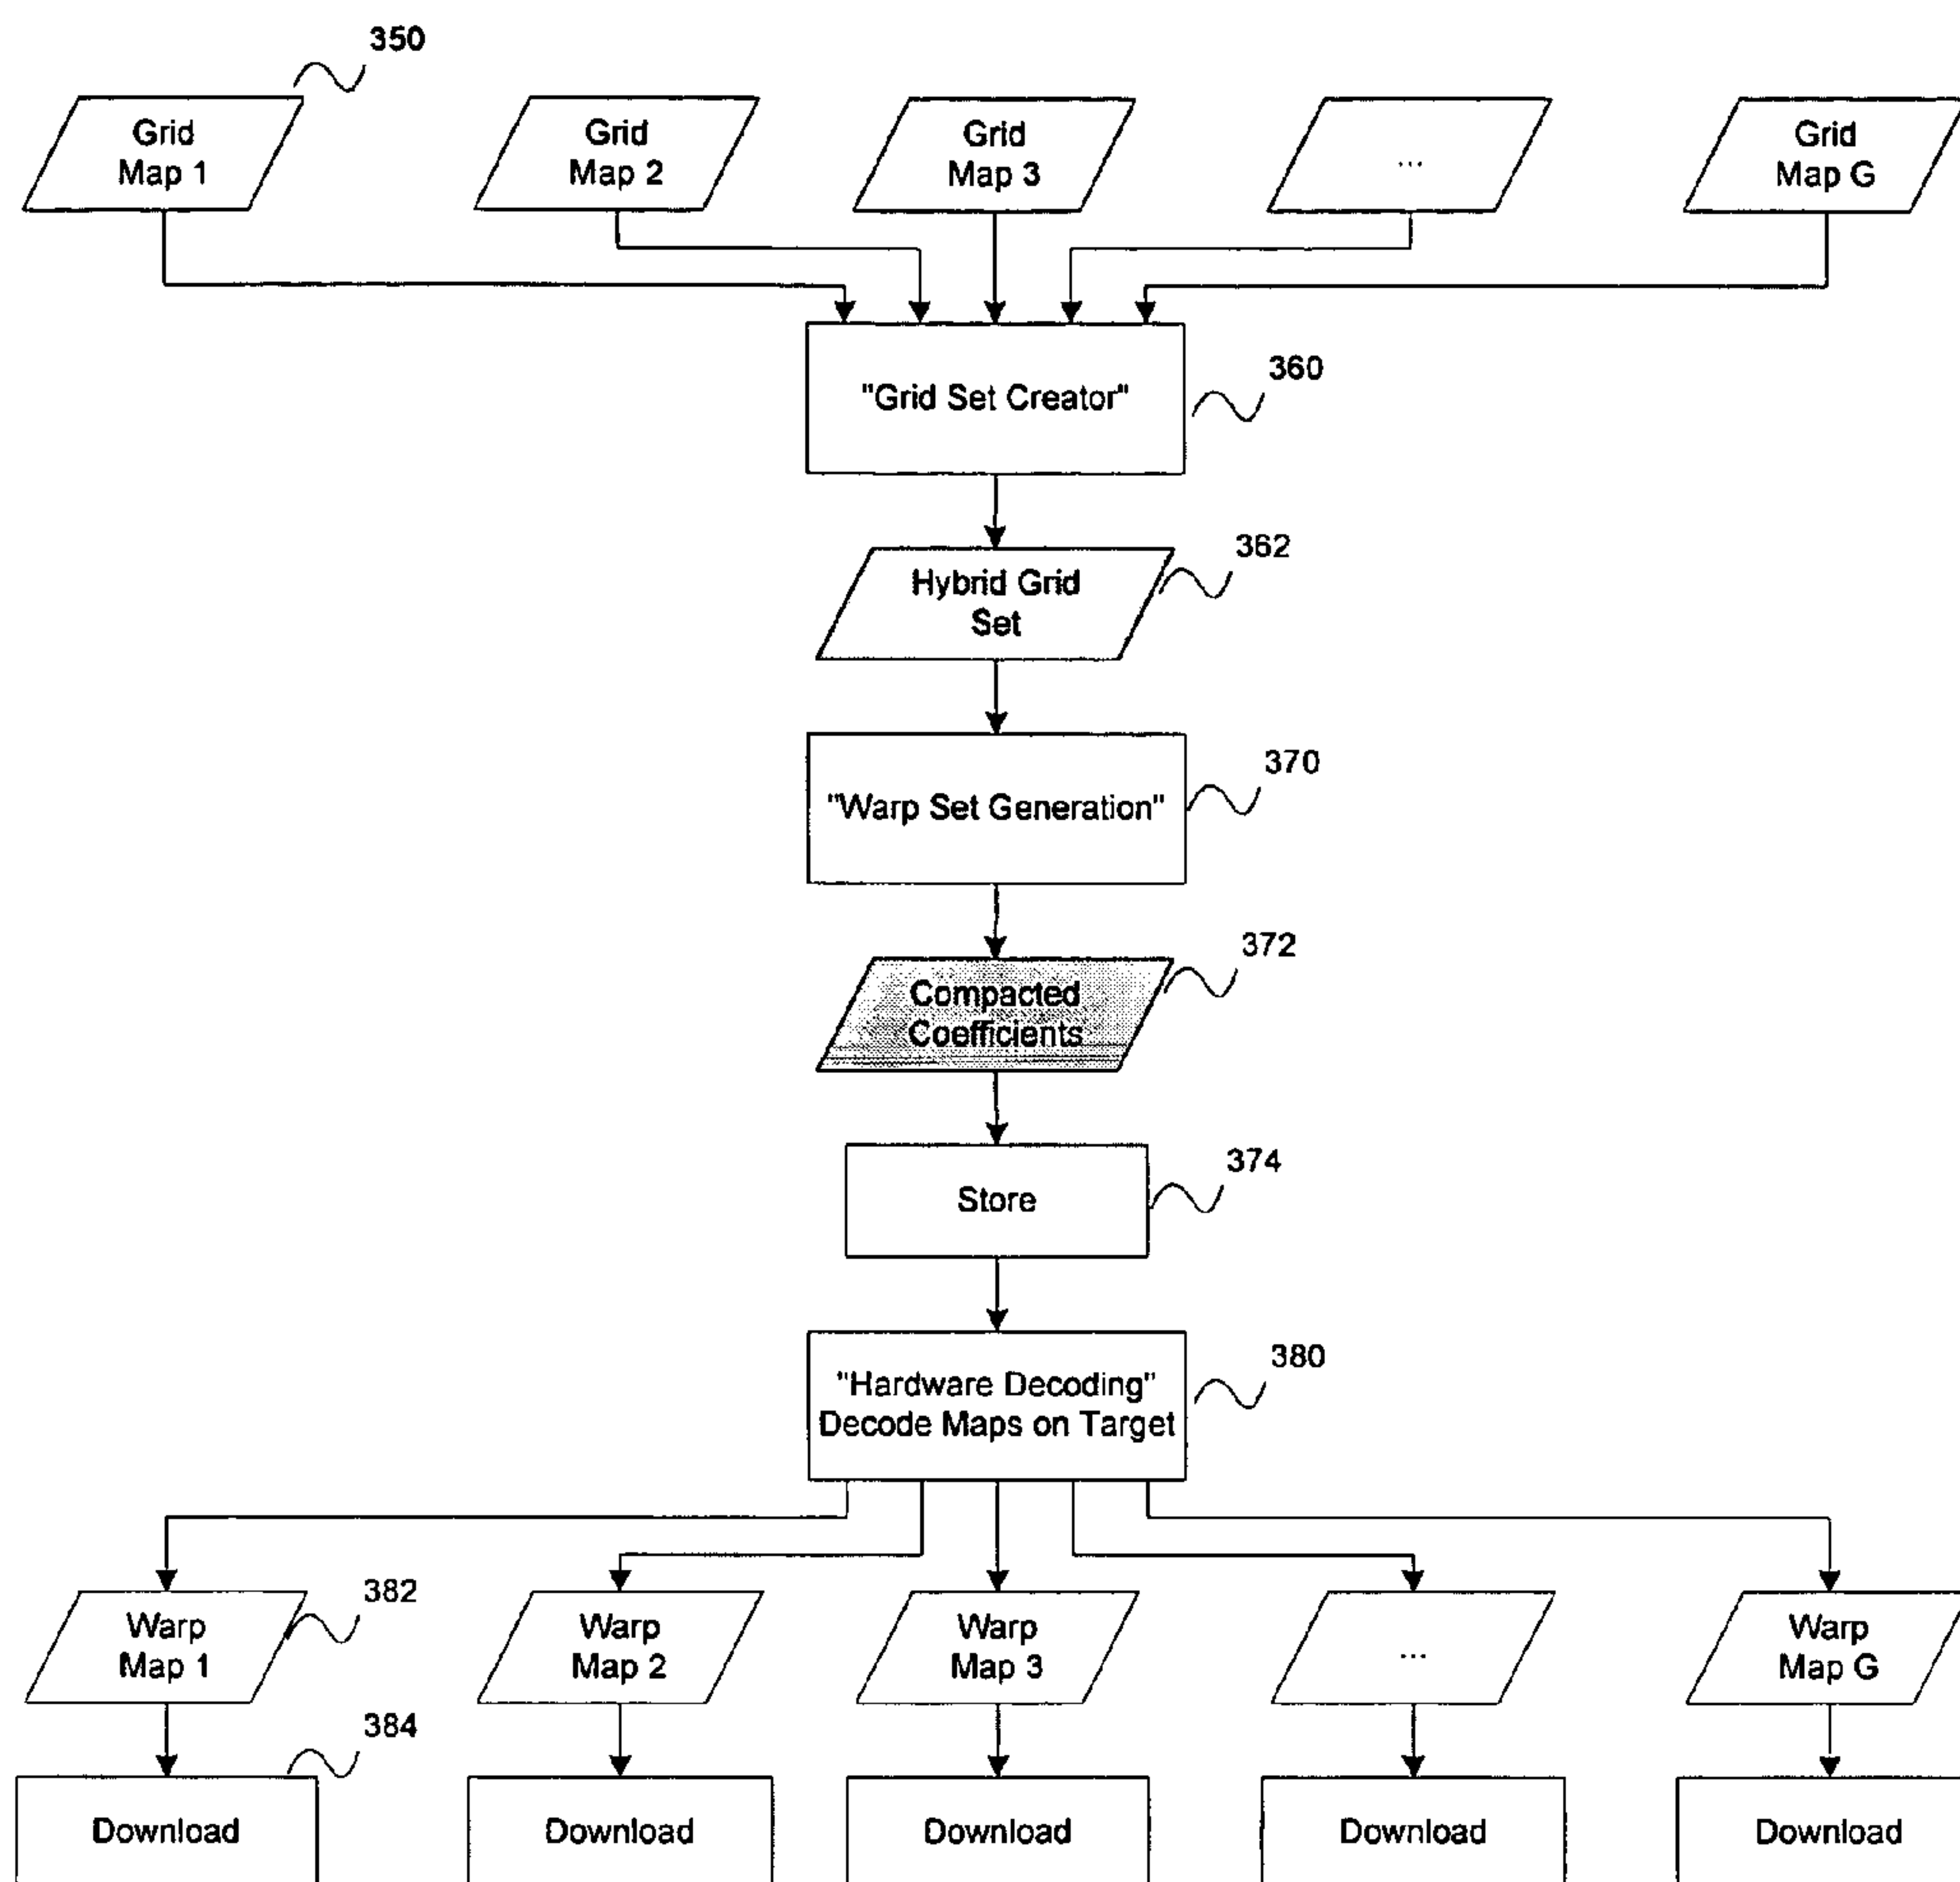 350
Grid
Map 1
Grid
Map 2
Grid
Map 3
...
Grid
Map G
"Grid Set Creator"
360
Hybrid Grid
Set
362
"Warp Set Generation"
370
Compacted
Coefficients
372
Store
374
"Hardware Decoding"
Decode Maps on Target
380
Warp
Map 1
382
Warp
Map 2
Warp
Map 3
...
Warp
Map G
384
Download
Download
Download
Download
Download